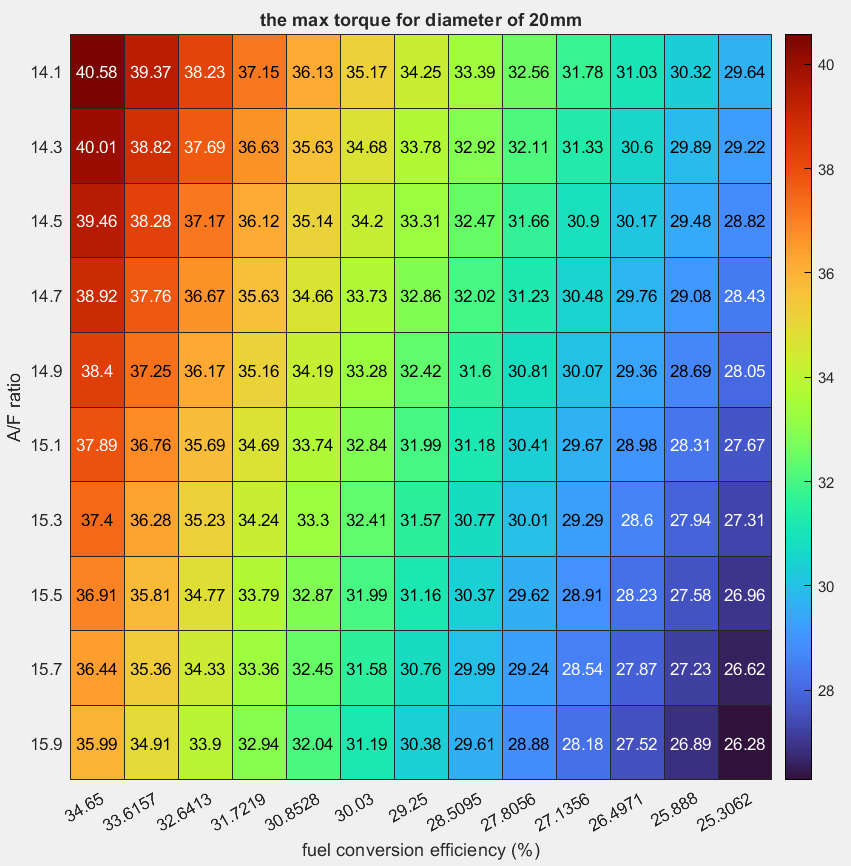 the max torque for diameter of 20mm
14.1 40.58 39.37 38.23 37.15 36.13 35.17 34.25 33.39 32.56 31.78 31.03 30.32 29.64 40
14.3 40.01 38.82 37.69 36.63 35.63 34.68 33.78 32.92 32.11 31.33 30.6 29.89 29.22 38
14.5 39.46 38.28 37.17 36.12 35.14 34.2 33.31 32.47 31.66 30.9 30.17 29.48 28.82
14.7 38.92 37.76 36.67 35.63 34.66 33.73 32.86 32.02 31.23 30.48 29.76 29.08 28.43 36
14.9 38.4 37.25 36.17 35.16 34.19 33.28 32.42 31.6 30.81 30.07 29.36 28.69 28.05 34
A/F ratio
15.1 37.89 36.76 35.69 34.69 33.74 32.84 31.99 31.18 30.41 29.67 28.98 28.31 27.67
15.3 37.4 36.28 35.23 34.24 33.3 32.41 31.57 30.77 30.01 29.29 28.6 27.94 27.31 32
15.5 36.91 35.81 34.77 33.79 32.87 31.99 31.16 30.37 29.62 28.91 28.23 27.58 26.96 30
15.7 36.44 35.36 34.33 33.36 32.45 31.58 30.76 29.99 29.24 28.54 27.87 27.23 26.62 28
15.9 35.99 34.91 33.9 32.94 32.04 31.19 30.38 29.61 28.88 28.18 27.52 26.89 26.28
34.65 33.6157 32.6413 31.7219 30.8528 30.03 29.25 28.5095 27.8056 27.1356 26.4971 25.888 25.3062
fuel conversion efficiency (%)